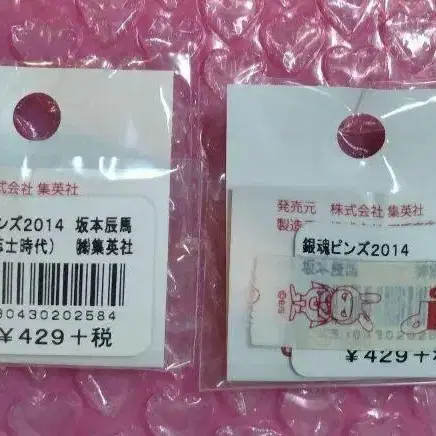 式会社 集英社
ンズ2014 坂本辰馬
志士時代） ㈱集英社
90430202584
¥429+税
発売元 株式会社 集英社
製造
銀魂ピンズ2014
坂本辰馬
¥429+